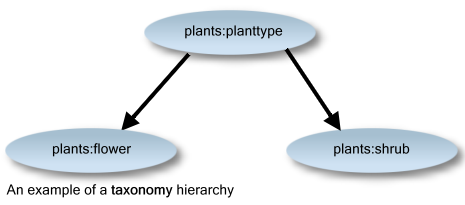 plants:planttype
plants:flower
plants:shrub
An example of a taxonomy hierarchy